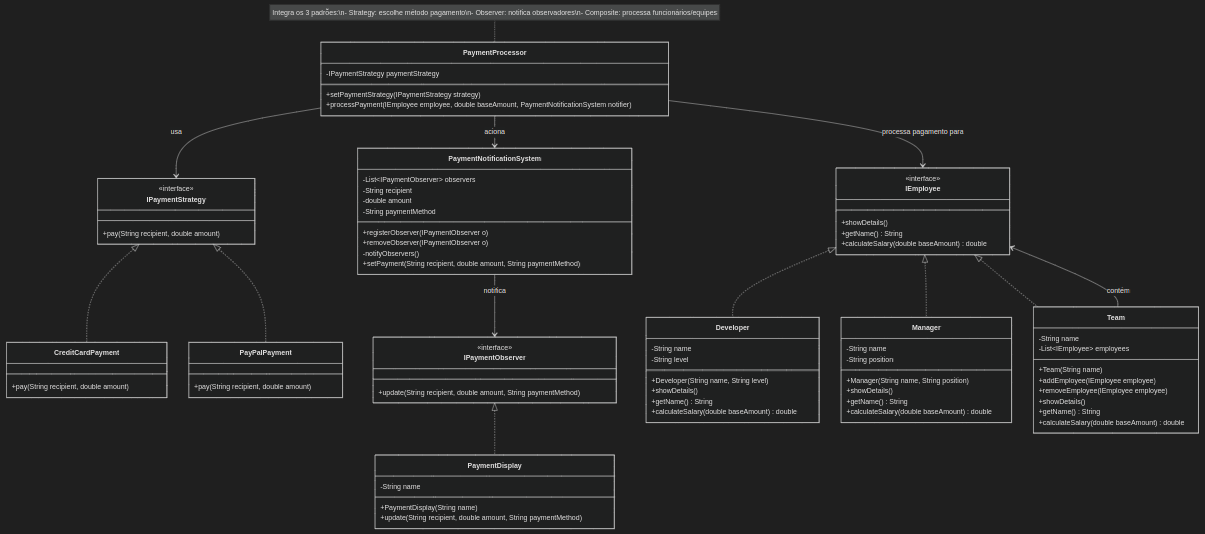 Integra os 3 padrões:\n- Strategy: escolhe método pagamento\n- Observer: notifica observadores\n- Composite: processa funcionários/equipes
PaymentProcessor
-IPaymentStrategy paymentStrategy
+setPaymentStrategy(IPaymentStrategy strategy)
+processPayment(IEmployee employee, double baseAmount, PaymentNotificationSystem notifier)
usa
aciona
processa pagamento para
«interface»
IPaymentStrategy
+pay(String recipient, double amount)
PaymentNotificationSystem
-List<IPaymentObserver> observers
-String recipient
-double amount
-String paymentMethod
+registerObserver(IPaymentObserver o)
+removeObserver(IPaymentObserver o)
-notifyObservers()
+setPayment(String recipient, double amount, String paymentMethod)
«interface»
IEmployee
+showDetails()
+getName() : String
+calculateSalary(double baseAmount) : double
notifica
contém
CreditCardPayment
+pay(String recipient, double amount)
PayPalPayment
+pay(String recipient, double amount)
«interface»
IPaymentObserver
+update(String recipient, double amount, String paymentMethod)
Developer
-String name
-String level
+Developer(String name, String level)
+showDetails()
+getName() : String
+calculateSalary(double baseAmount) : double
Manager
-String name
-String position
+Manager(String name, String position)
+showDetails()
+getName() : String
+calculateSalary(double baseAmount) : double
Team
-String name
-List<IEmployee> employees
+Team(String name)
+addEmployee(IEmployee employee)
+removeEmployee(IEmployee employee)
+showDetails()
+getName() : String
+calculateSalary(double baseAmount) : double
PaymentDisplay
-String name
+PaymentDisplay(String name)
+update(String recipient, double amount, String paymentMethod)